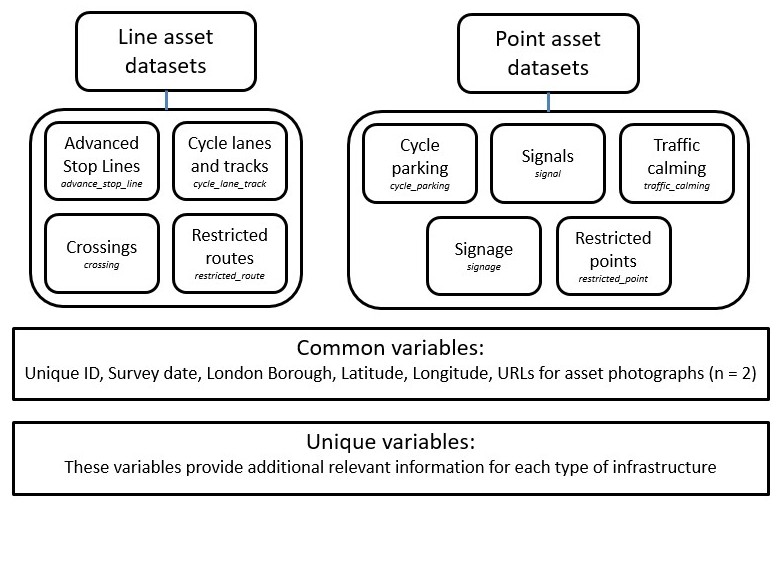 Line asset
datasets
Point asset
datasets
Advanced
Stop Lines
advance_stop_line
Cycle lanes
and tracks
cycle_lane_track
Crossings
crossing
Restricted
routes
restricted_route
Cycle
parking
cycle_parking
Signals
signal
Traffic
calming
traffic_calming
Signage
signage
Restricted
points
restricted_point
Common variables:
Unique ID, Survey date, London Borough, Latitude, Longitude, URLs for asset photographs (n = 2)
Unique variables:
These variables provide additional relevant information for each type of infrastructure